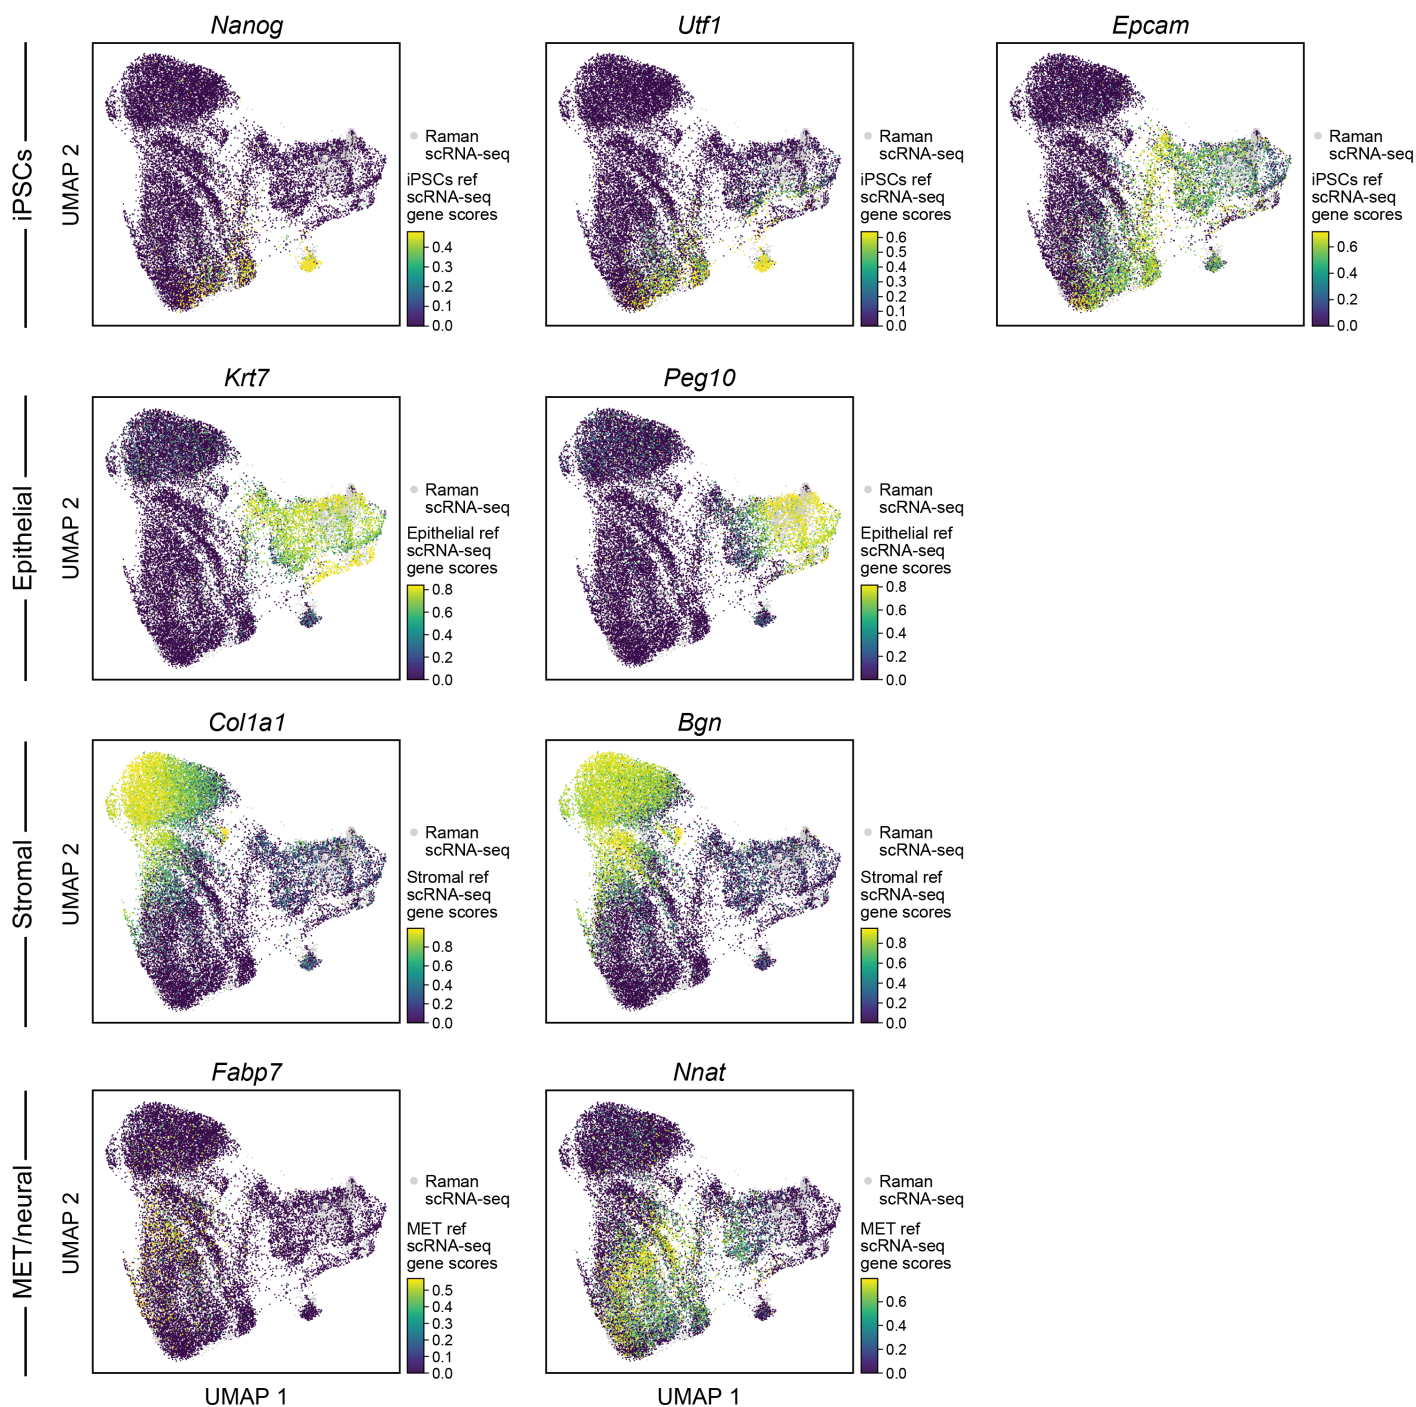 Nanog
Utf1
Epcam
iPSCs
UMAP 2
Raman
scRNA-seq
iPSCs ref
scRNA-seq
gene scores
0.4
0.3
0.2
0.1
0.0
Raman
scRNA-seq
iPSCs ref
scRNA-seq
gene scores
0.6
0.5
0.4
0.3
0.2
0.1
0.0
Raman
scRNA-seq
iPSCs ref
scRNA-seq
gene scores
0.6
0.4
0.2
0.0
Krt7
Peg10
Epithelial
UMAP 2
Raman
scRNA-seq
Epithelial ref
scRNA-seq
gene scores
0.8
0.6
0.4
0.2
0.0
Raman
scRNA-seq
Epithelial ref
scRNA-seq
gene scores
0.8
0.6
0.4
0.2
0.0
Col1a1
Bgn
Stromal
UMAP 2
Raman
scRNA-seq
Stromal ref
scRNA-seq
gene scores
0.8
0.6
0.4
0.2
0.0
Raman
scRNA-seq
Stromal ref
scRNA-seq
gene scores
0.8
0.6
0.4
0.2
0.0
Fabp7
Nnat
MET/neural
UMAP 2
Raman
scRNA-seq
MET ref
scRNA-seq
gene scores
0.5
0.4
0.3
0.2
0.1
0.0
Raman
scRNA-seq
MET ref
scRNA-seq
gene scores
0.6
0.4
0.2
0.0
UMAP 1
UMAP 1